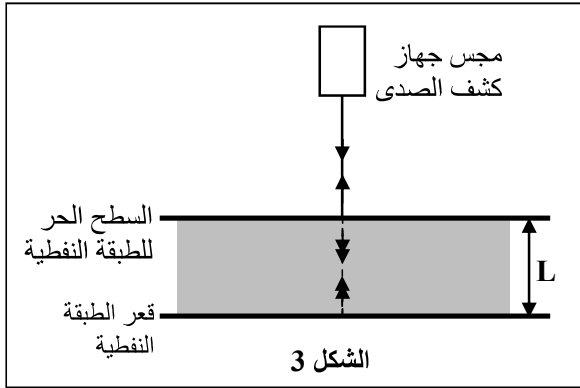 مجس جهاز
كشف الصدى
السطح الحر
للطبقة النفطية
L
قعر الطبقة
النفطية
الشكل 3